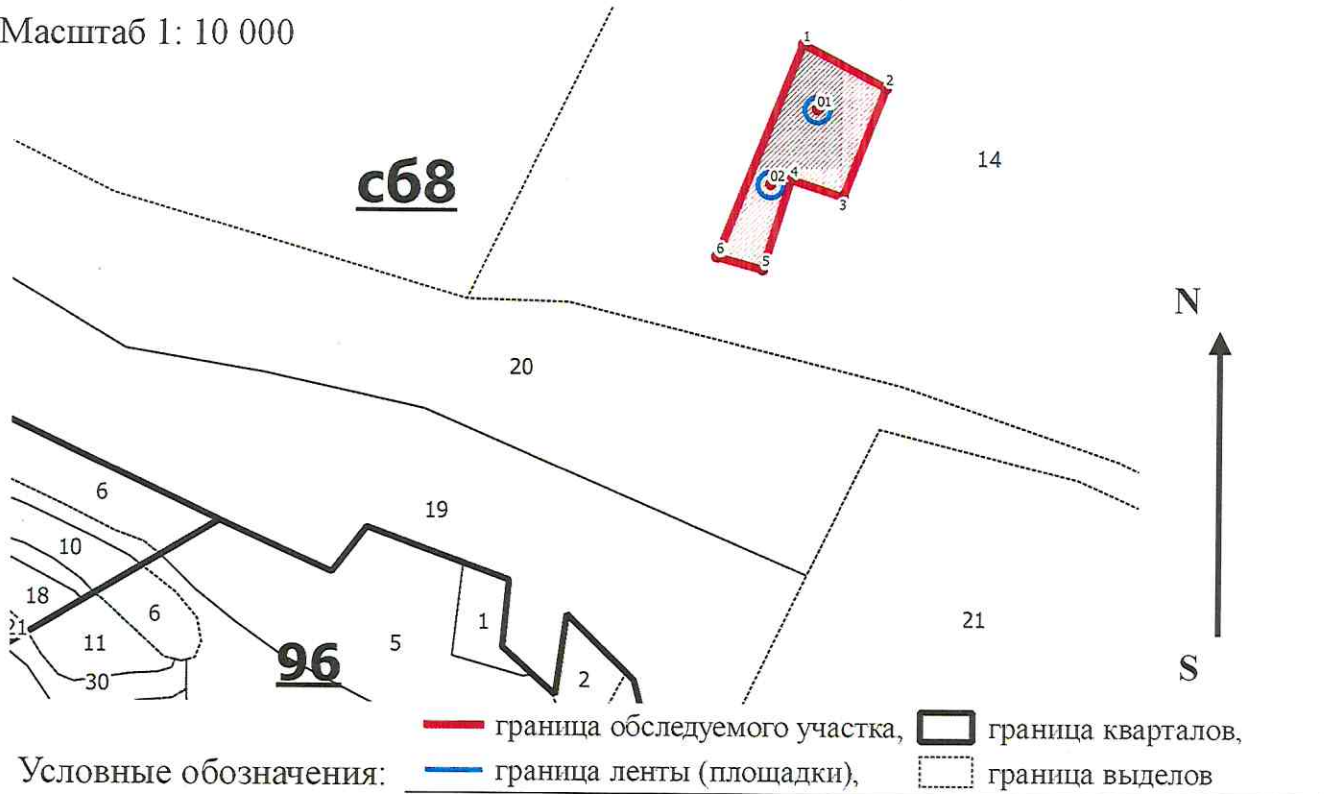 Масштаб 1: 10 000
1
2
01
14
с68
02
4
3
6
5
N
20
6
19
10
18
6
1
21
11
5
21
96
30
2
S
граница обследуемого участка,
граница кварталов,
Условные обозначения:
граница ленты (площадки),
граница выделов